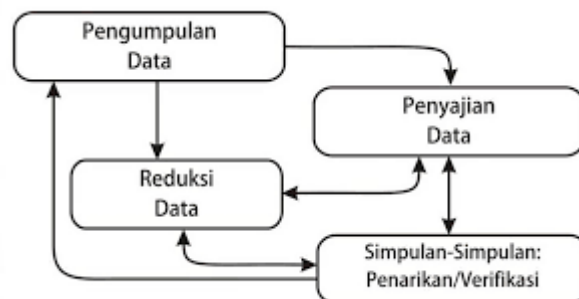 Pengumpulan
Data
Penyajian
Data
Reduksi
Data
Simpulan-Simpulan:
Penarikan/Verifikasi